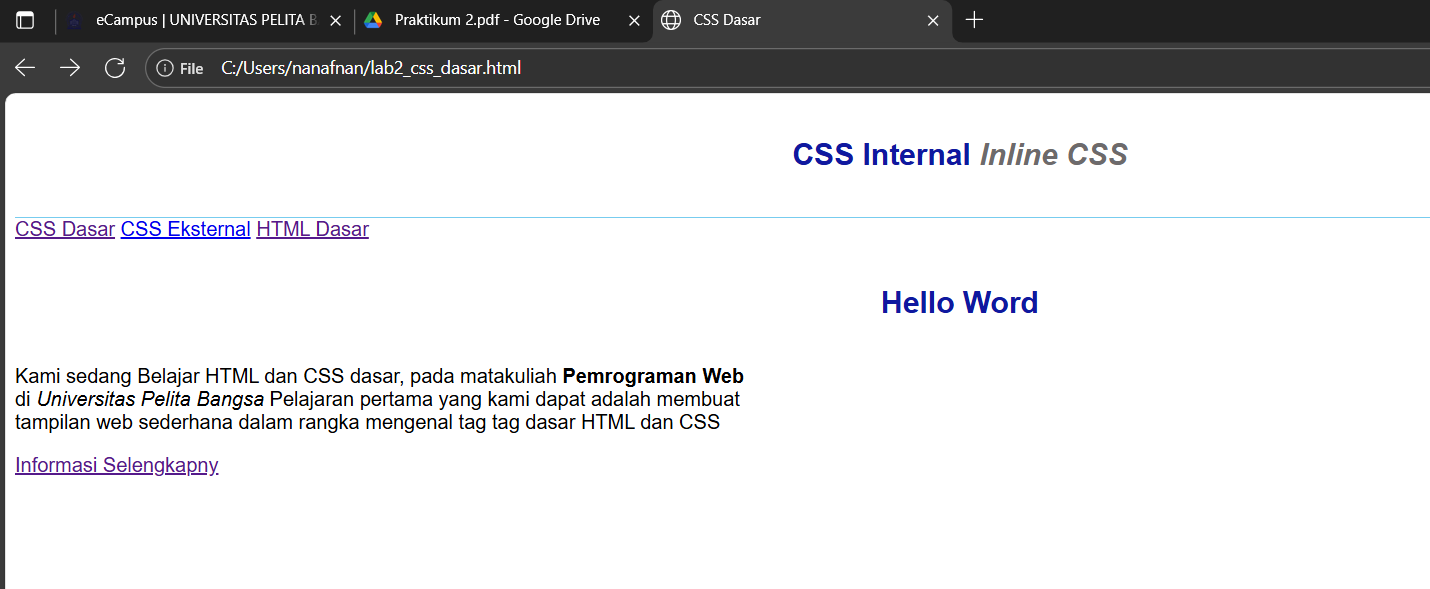 eCampus | UNIVERSITAS PELITA B
Praktikum 2.pdf - Google Drive
CSS Dasar
File C:/Users/nanafnan/lab2_css_dasar.html
CSS Internal Inline CSS
CSS Dasar CSS Eksternal HTML Dasar
Hello Word
Kami sedang Belajar HTML dan CSS dasar, pada matakuliah Pemrograman Web
di Universitas Pelita Bangsa Pelajaran pertama yang kami dapat adalah membuat
tampilan web sederhana dalam rangka mengenal tag tag dasar HTML dan CSS
Informasi Selengkapny